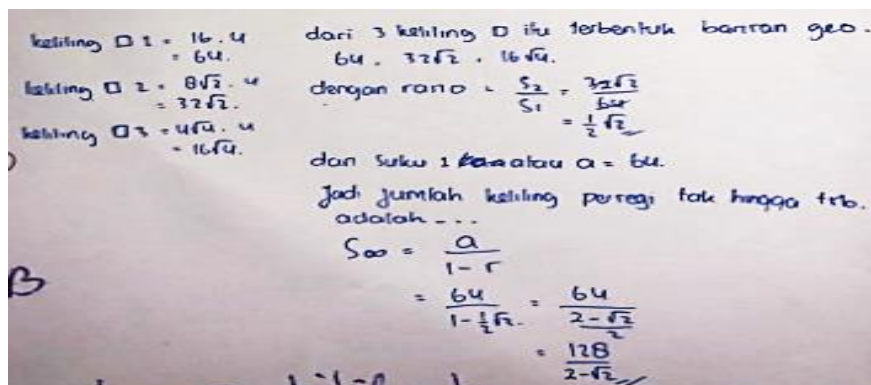 keliling □ 1 = 16 . 4
= 64.
keliling □ 2 = 8√2 . 4
= 32√2.
keliling □ 3 = 4√4 . 4
= 16√4.
dari 3 keliling □ itu terbentuk barisan geo.
64 , 32√2 , 16√4.
dengan rasio = S2/S1 = 32√2/64
= 1/2 √2
dan suku 1 atau a = 64.
Jadi jumlah keliling persegi tak hingga trb.
adalah ...
S∞ = a/(1 - r)
= 64/(1 - 1/2 √2) = 64/((2 - √2)/2)
= 128/(2 - √2)
B